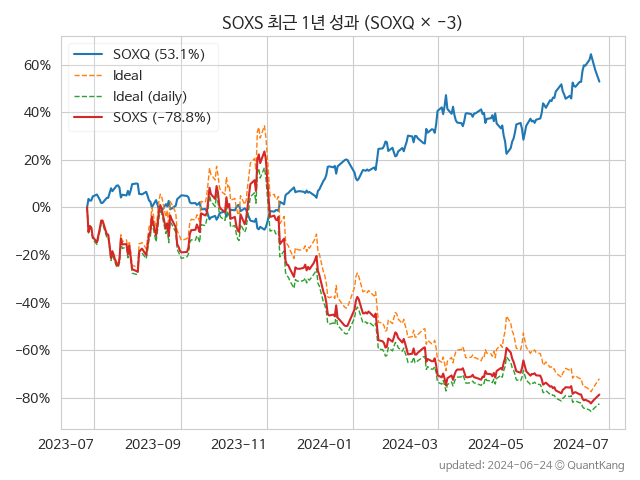 SOXS 최근 1년 성과 (SOXQ × −3)
SOXQ (53.1%)
Ideal
Ideal (daily)
SOXS (−78.8%)
60%
40%
20%
0%
−20%
−40%
−60%
−80%
2023-07
2023-09
2023-11
2024-01
2024-03
2024-05
2024-07
updated: 2024-06-24 © QuantKang